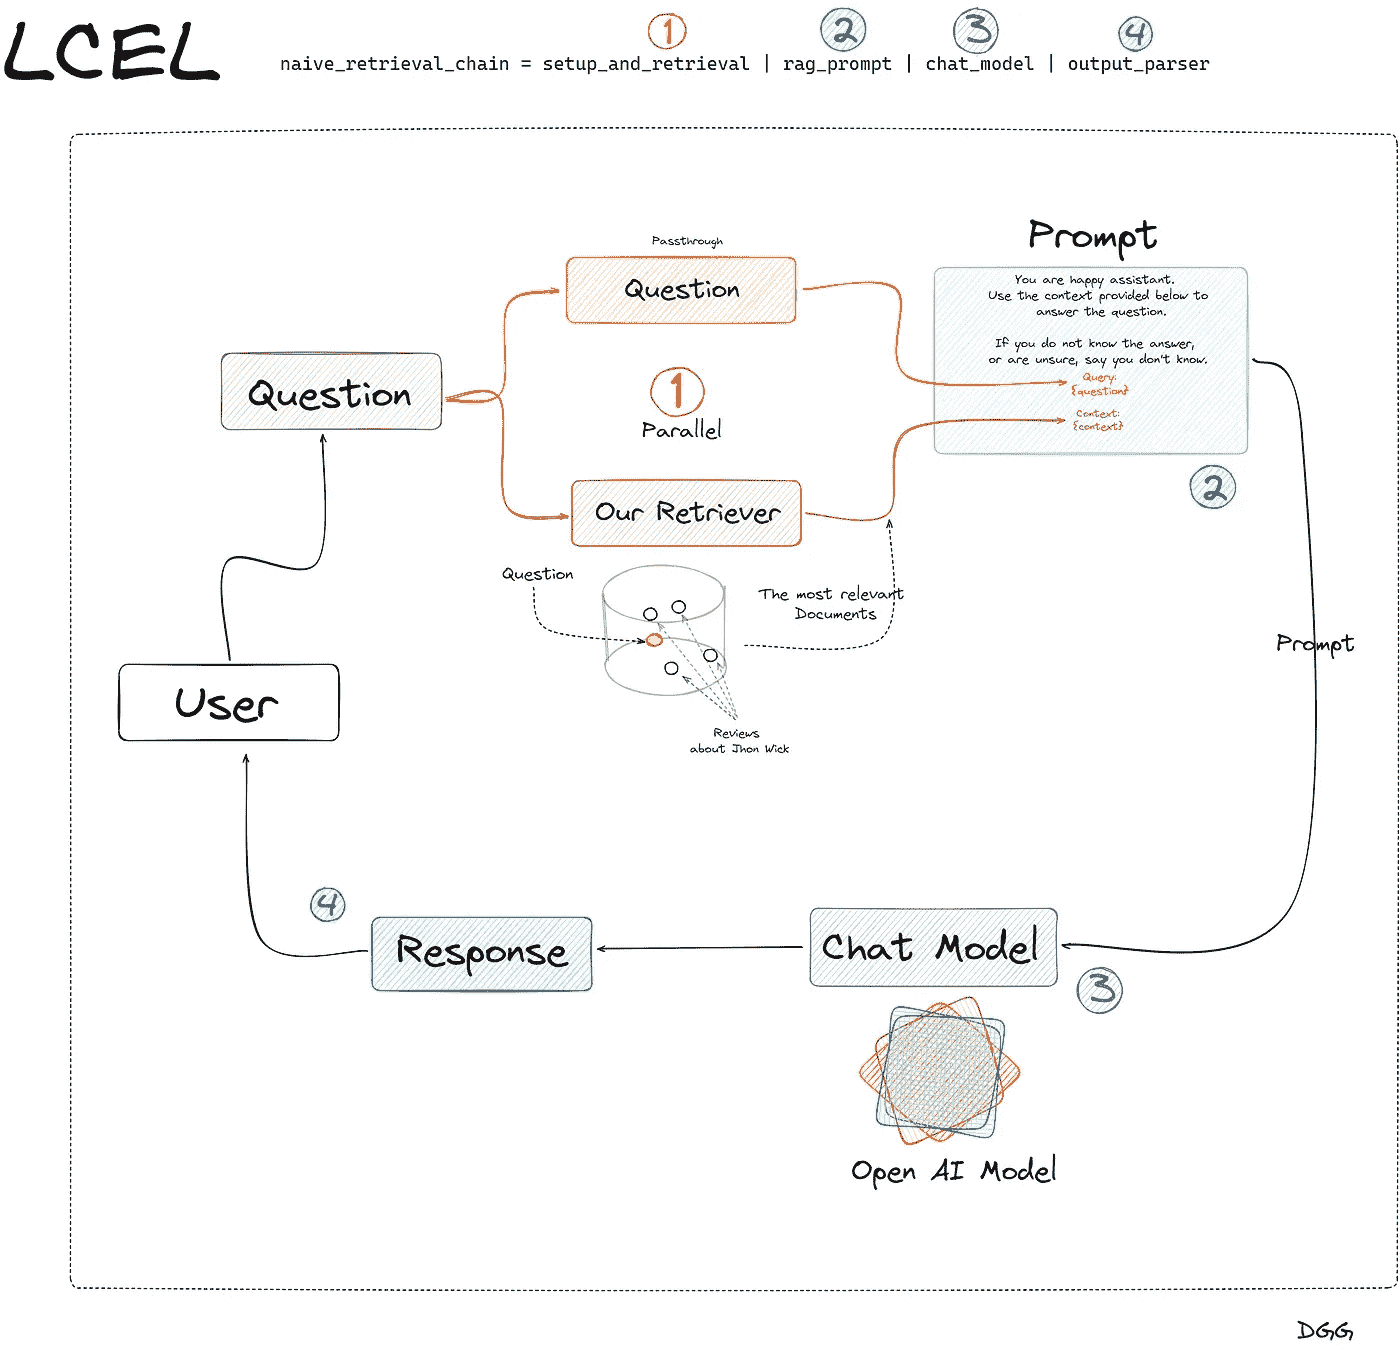 LCEL
1 2 3 4
naive_retrieval_chain = setup_and_retrieval | rag_prompt | chat_model | output_parser
Passthrough
Question
Prompt
You are happy assistant.
Use the context provided below to
answer the question.
If you do not know the answer,
or are unsure, say you don't know.
Query:
{question}
Context:
{context}
2
Question
1
Parallel
Our Retriever
Question
The most relevant
Documents
Reviews
about Jhon Wick
Prompt
User
4
Response
Chat Model
3
Open AI Model
DGG